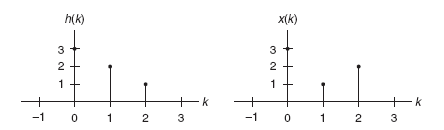 h(k) x(k)
3 3
2 2
1 1
k k
–1 0 1 2 3 –1 0 1 2 3